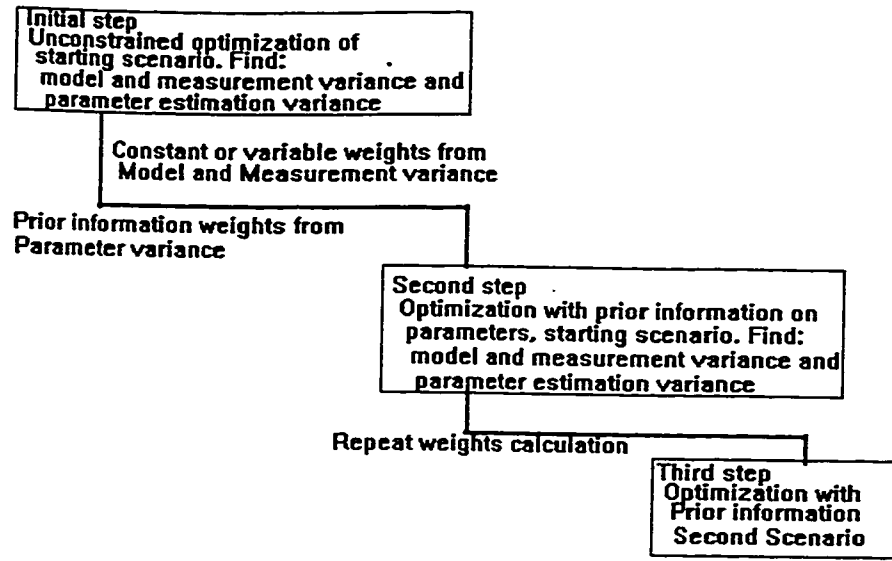 Initial step
Unconstrained optimization of
starting scenario. Find:
model and measurement variance and
parameter estimation variance
Constant or variable weights from
Model and Measurement variance
Prior information weights from
Parameter variance
Second step
Optimization with prior information on
parameters, starting scenario. Find:
model and measurement variance and
parameter estimation variance
Repeat weights calculation
Third step
Optimization with
Prior information
Second Scenario